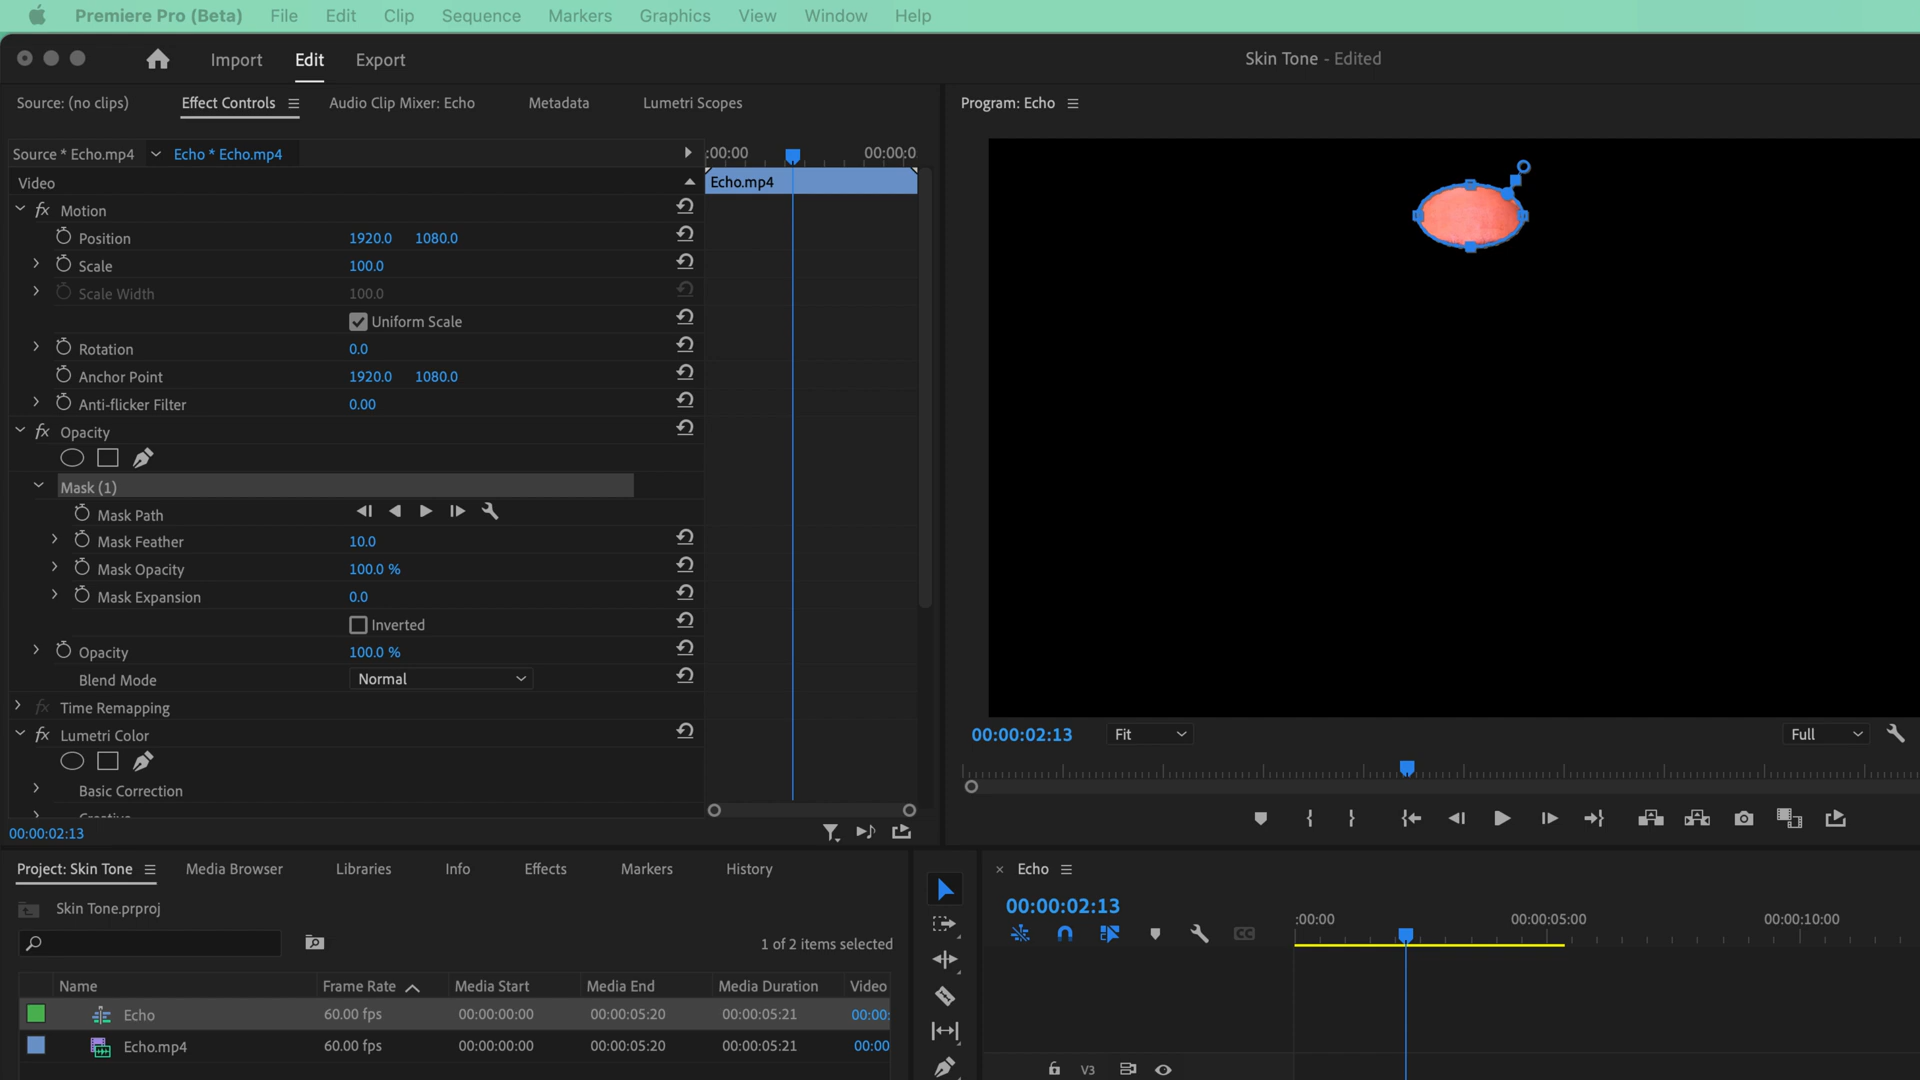 Premiere Pro (Beta) File Edit Clip Sequence Markers Graphics View Window Help
Import Edit Export
Skin Tone - Edited
Source: (no clips) Effect Controls Audio Clip Mixer: Echo Metadata Lumetri Scopes
Program: Echo
Source * Echo.mp4 Echo * Echo.mp4
:00:00 00:00:0
Video
Echo.mp4
fx Motion
Position 1920.0 1080.0
Scale 100.0
Scale Width 100.0
Uniform Scale
Rotation 0.0
Anchor Point 1920.0 1080.0
Anti-flicker Filter 0.00
fx Opacity
Mask (1)
Mask Path
Mask Feather 10.0
Mask Opacity 100.0 %
Mask Expansion 0.0
Inverted
Opacity 100.0 %
Blend Mode Normal
fx Time Remapping
fx Lumetri Color
Basic Correction
00:00:02:13
00:00:02:13 Fit Full
Project: Skin Tone Media Browser Libraries Info Effects Markers History
Skin Tone.prproj
1 of 2 items selected
Name Frame Rate Media Start Media End Media Duration Video
Echo 60.00 fps 00:00:00:00 00:00:05:20 00:00:05:21 00:00:
Echo.mp4 60.00 fps 00:00:00:00 00:00:05:20 00:00:05:21 00:00
× Echo
00:00:02:13
:00:00 00:00:05:00 00:00:10:00
CC
V3